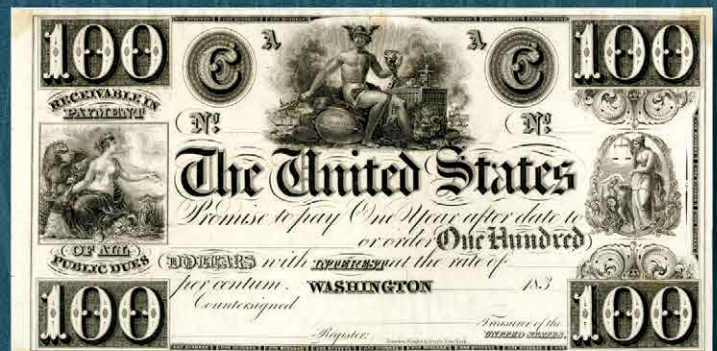 100 A A 100
C C
RECEIVABLE IN
PAYMENT
Nº Nº
The United States
Promise to pay One Year after date to
or order One Hundred
OF ALL
PUBLIC DUES
DOLLARS with INTEREST at the rate of
per centum. WASHINGTON 183
Countersigned
100 100
Register. Treasurer of the
UNITED STATES.